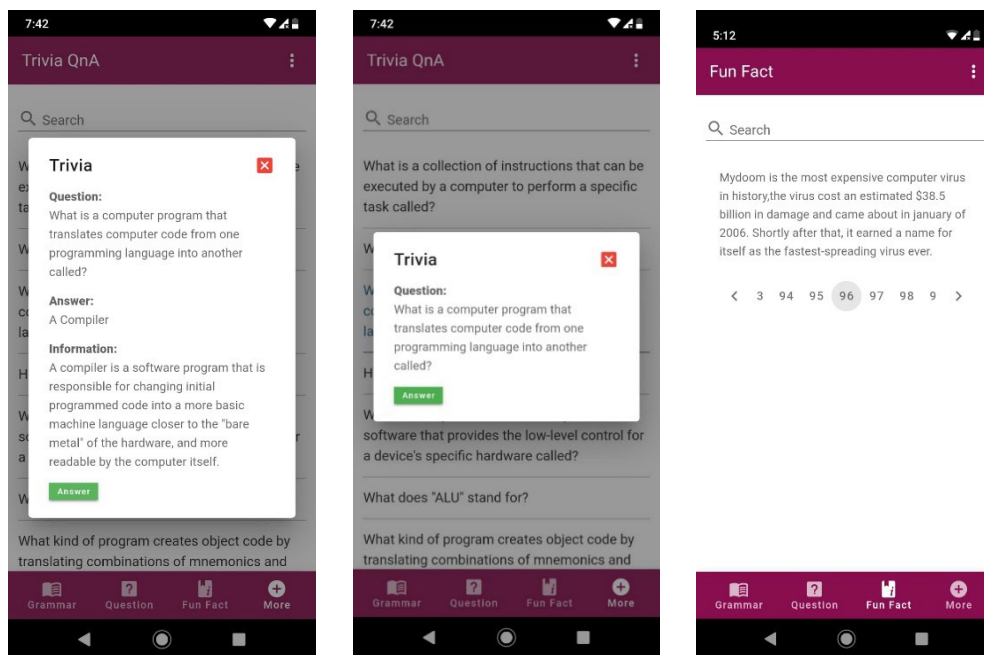 7:42
Trivia QnA
Search
Trivia
Question:
What is a computer program that
translates computer code from one
programming language into another
called?
Answer:
A Compiler
Information:
A compiler is a software program that is
responsible for changing initial
programmed code into a more basic
machine language closer to the "bare
metal" of the hardware, and more
readable by the computer itself.
Answer
What kind of program creates object code by
translating combinations of mnemonics and
Grammar
Question
Fun Fact
More
7:42
Trivia QnA
Search
What is a collection of instructions that can be
executed by a computer to perform a specific
task called?
Trivia
Question:
What is a computer program that
translates computer code from one
programming language into another
called?
Answer
software that provides the low-level control for
a device's specific hardware called?
What does "ALU" stand for?
What kind of program creates object code by
translating combinations of mnemonics and
Grammar
Question
Fun Fact
More
5:12
Fun Fact
Search
Mydoom is the most expensive computer virus
in history,the virus cost an estimated $38.5
billion in damage and came about in january of
2006. Shortly after that, it earned a name for
itself as the fastest-spreading virus ever.
3 94 95 96 97 98 9
Grammar
Question
Fun Fact
More